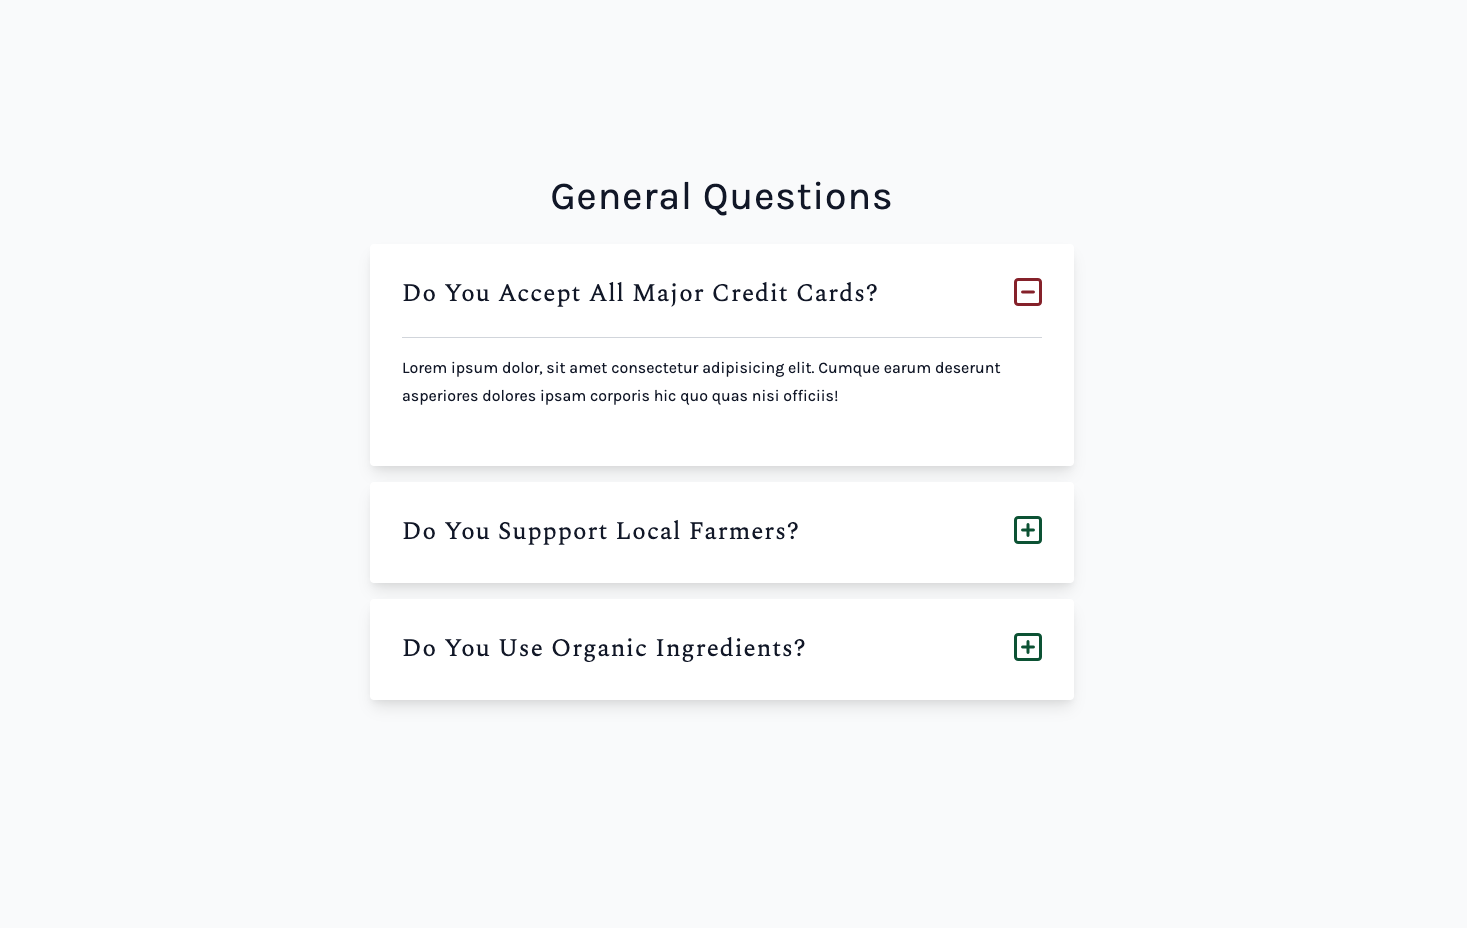 General Questions
Do You Accept All Major Credit Cards?
Lorem ipsum dolor, sit amet consectetur adipisicing elit. Cumque earum deserunt
asperiores dolores ipsam corporis hic quo quas nisi officiis!
Do You Suppport Local Farmers?
Do You Use Organic Ingredients?